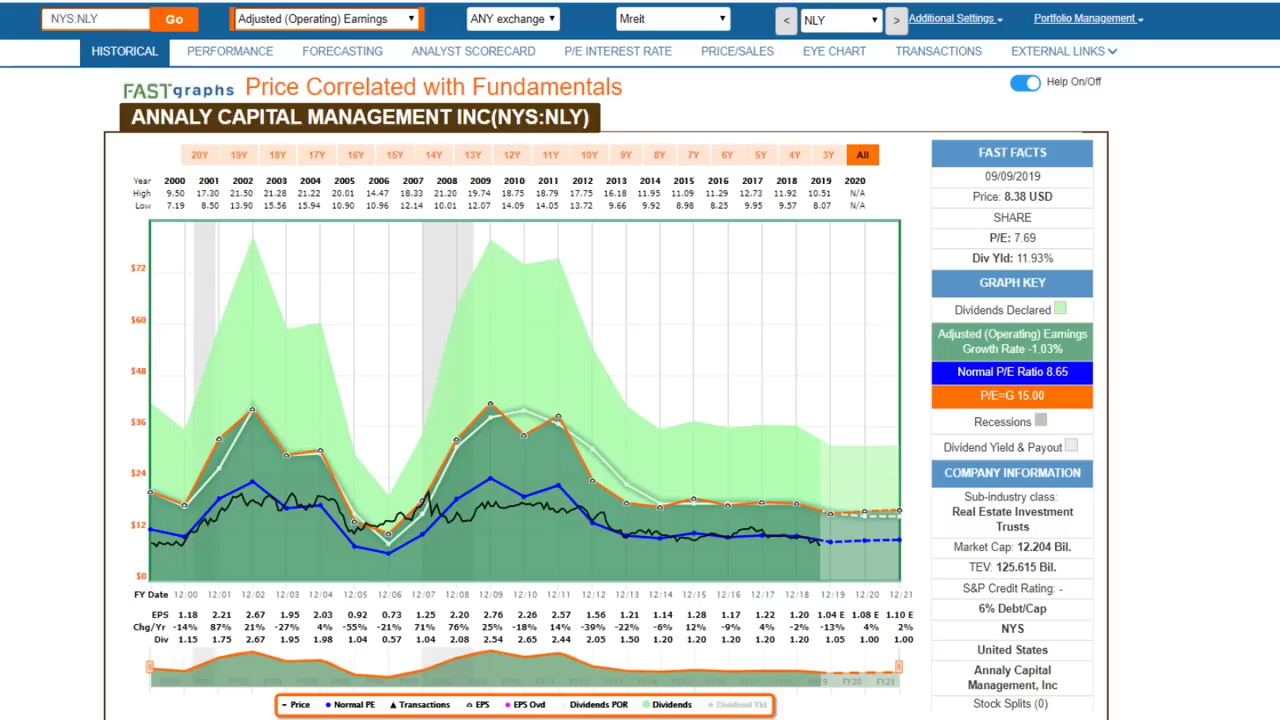 NYS:NLY Go Adjusted (Operating) Earnings ANY exchange Mreit < NLY > Additional Settings Portfolio Management
HISTORICAL PERFORMANCE FORECASTING ANALYST SCORECARD P/E INTEREST RATE PRICE/SALES EYE CHART TRANSACTIONS EXTERNAL LINKS
FAST graphs Price Correlated with Fundamentals
Help On/Off
ANNALY CAPITAL MANAGEMENT INC(NYS:NLY)
20Y 19Y 18Y 17Y 16Y 15Y 14Y 13Y 12Y 11Y 10Y 9Y 8Y 7Y 6Y 5Y 4Y 3Y All
Year 2000 2001 2002 2003 2004 2005 2006 2007 2008 2009 2010 2011 2012 2013 2014 2015 2016 2017 2018 2019 2020
High 9.50 17.30 21.50 21.28 21.22 20.01 14.47 18.33 21.20 19.74 18.75 18.79 17.75 16.18 11.95 11.09 11.29 12.73 11.92 10.51 N/A
Low 7.19 8.50 13.90 15.56 15.94 10.90 10.96 12.14 10.01 12.07 14.09 14.05 13.72 9.66 9.92 8.98 8.25 9.95 9.57 8.07 N/A
$72
$60
$48
$36
$24
$12
$0
FY Date 12/00 12/01 12/02 12/03 12/04 12/05 12/06 12/07 12/08 12/09 12/10 12/11 12/12 12/13 12/14 12/15 12/16 12/17 12/18 12/19 12/20 12/21
EPS 1.18 2.21 2.67 1.95 2.03 0.92 0.73 1.25 2.20 2.76 2.26 2.57 1.56 1.21 1.14 1.28 1.17 1.22 1.20 1.04 E 1.08 E 1.10 E
Chg/Yr -14% 87% 21% -27% 4% -55% -21% 71% 76% 25% -18% 14% -39% -22% -6% 12% -9% 4% -2% -13% 4% 2%
Div 1.15 1.75 2.67 1.95 1.98 1.04 0.57 1.04 2.08 2.54 2.65 2.44 2.05 1.50 1.20 1.20 1.20 1.20 1.20 1.05 1.00 1.00
FY19 FY20 FY21
Price Normal PE Transactions EPS EPS Ovd Dividends POR Dividends Dividend Yld
FAST FACTS
09/09/2019
Price: 8.38 USD
SHARE
P/E: 7.69
Div Yld: 11.93%
GRAPH KEY
Dividends Declared
Adjusted (Operating) Earnings
Growth Rate -1.03%
Normal P/E Ratio 8.65
P/E=G 15.00
Recessions
Dividend Yield & Payout
COMPANY INFORMATION
Sub-industry class:
Real Estate Investment
Trusts
Market Cap: 12.204 Bil.
TEV: 125.615 Bil.
S&P Credit Rating: -
6% Debt/Cap
NYS
United States
Annaly Capital
Management, Inc
Stock Splits (0)